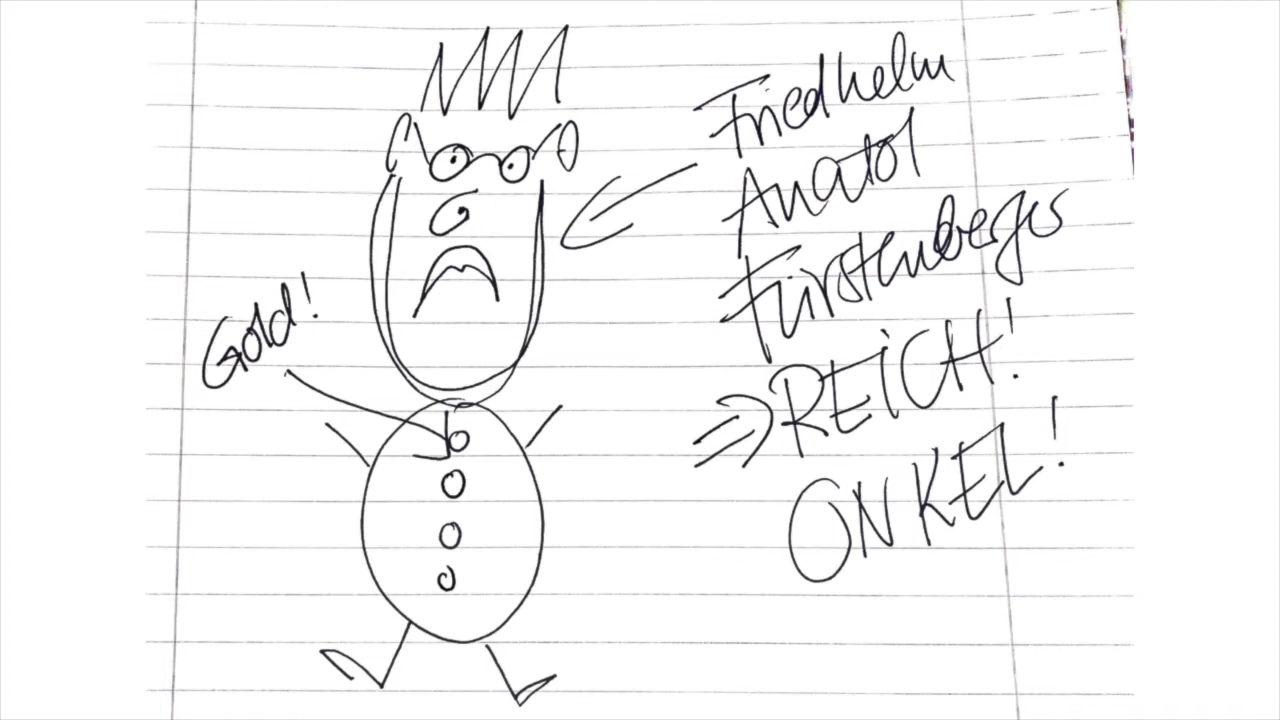 Friedhelm
Anatol
Fürstenberger
⇒ REICH!
ONKEL!
Gold!